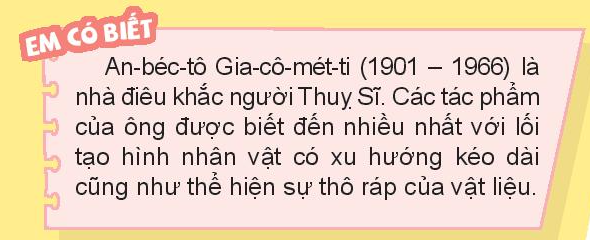 EM CÓ BIẾT
An-béc-tô Gia-cô-mét-ti (1901 – 1966) là
nhà điêu khắc người Thuỵ Sĩ. Các tác phẩm
của ông được biết đến nhiều nhất với lối
tạo hình nhân vật có xu hướng kéo dài
cũng như thể hiện sự thô ráp của vật liệu.